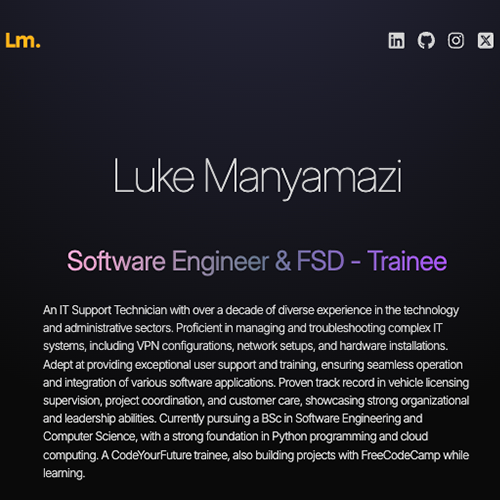 Lm.
Luke Manyamazi
Software Engineer & FSD - Trainee
An IT Support Technician with over a decade of diverse experience in the technology
and administrative sectors. Proficient in managing and troubleshooting complex IT
systems, including VPN configurations, network setups, and hardware installations.
Adept at providing exceptional user support and training, ensuring seamless operation
and integration of various software applications. Proven track record in vehicle licensing
supervision, project coordination, and customer care, showcasing strong organizational
and leadership abilities. Currently pursuing a BSc in Software Engineering and
Computer Science, with a strong foundation in Python programming and cloud
computing. A CodeYourFuture trainee, also building projects with FreeCodeCamp while
learning.